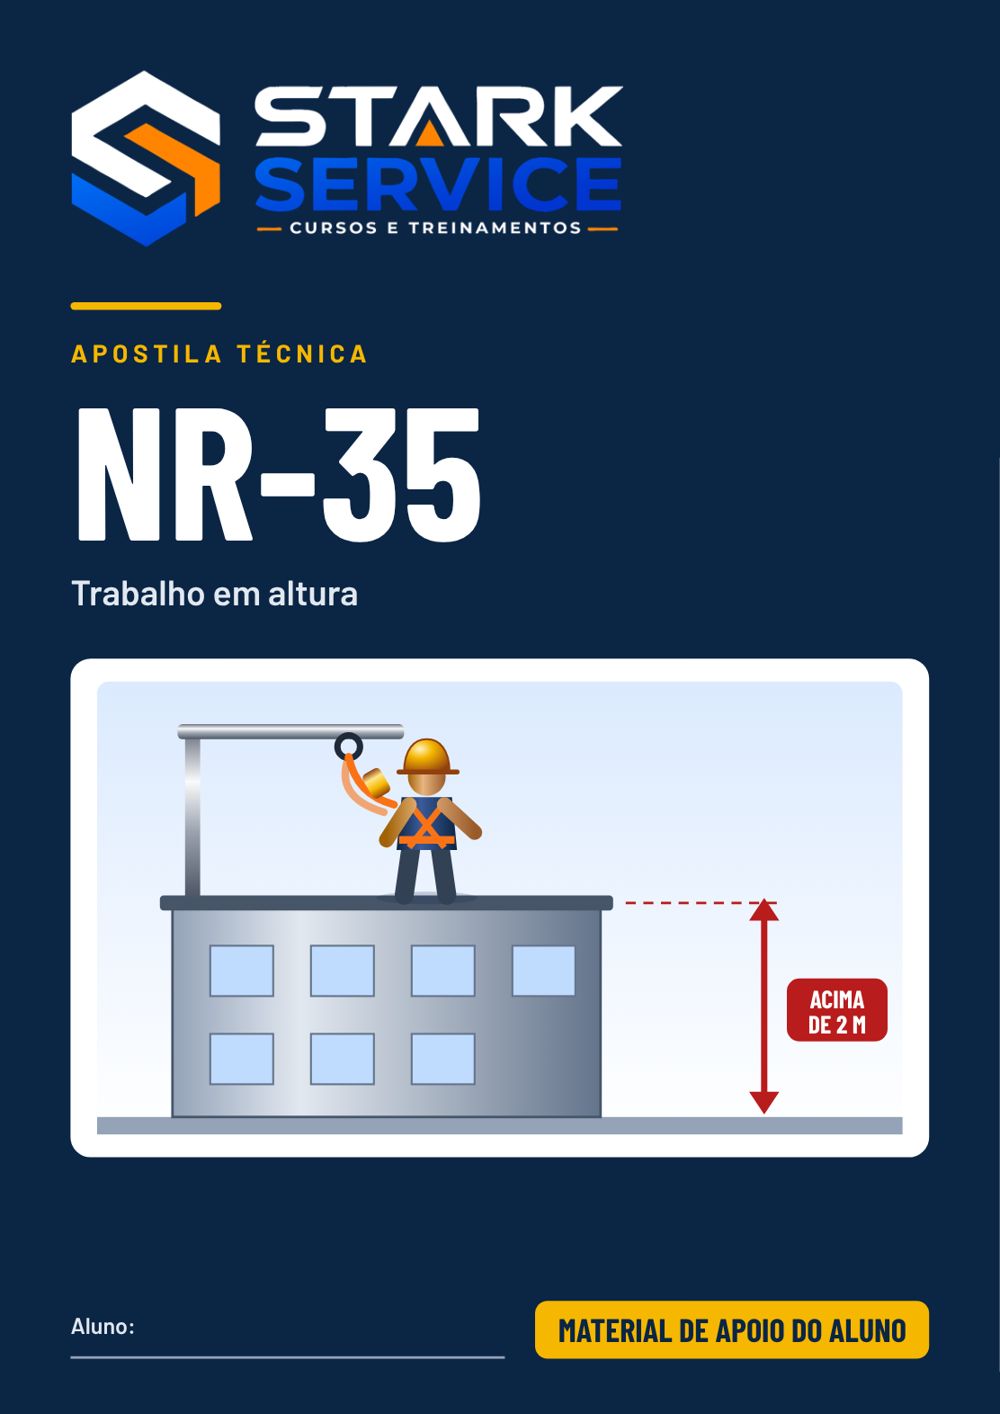 STARK
SERVICE
CURSOS E TREINAMENTOS
APOSTILA TÉCNICA
NR-35
Trabalho em altura
ACIMA
DE 2 M
Aluno:
MATERIAL DE APOIO DO ALUNO